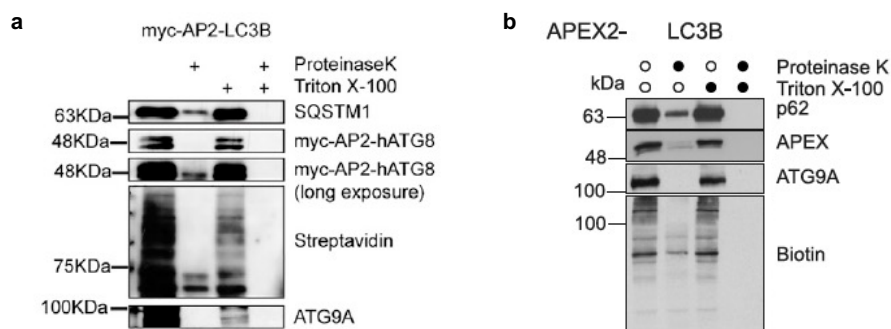 a
myc-AP2-LC3B
+ + ProteinaseK
+ + Triton X-100
63KDa SQSTM1
48KDa myc-AP2-hATG8
48KDa myc-AP2-hATG8
(long exposure)
Streptavidin
75KDa
100KDa ATG9A
b
APEX2- LC3B
○ ● ○ ● Proteinase K
kDa ○ ○ ● ● Triton X-100
63 p62
APEX
48
ATG9A
100
100
Biotin